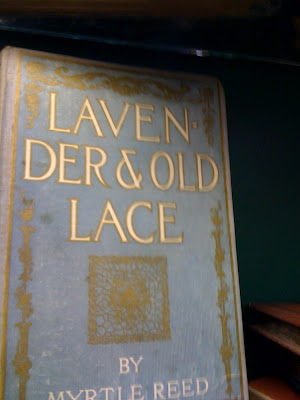 LAVEN·
DER & OLD
LACE
BY
MYRTLE REED